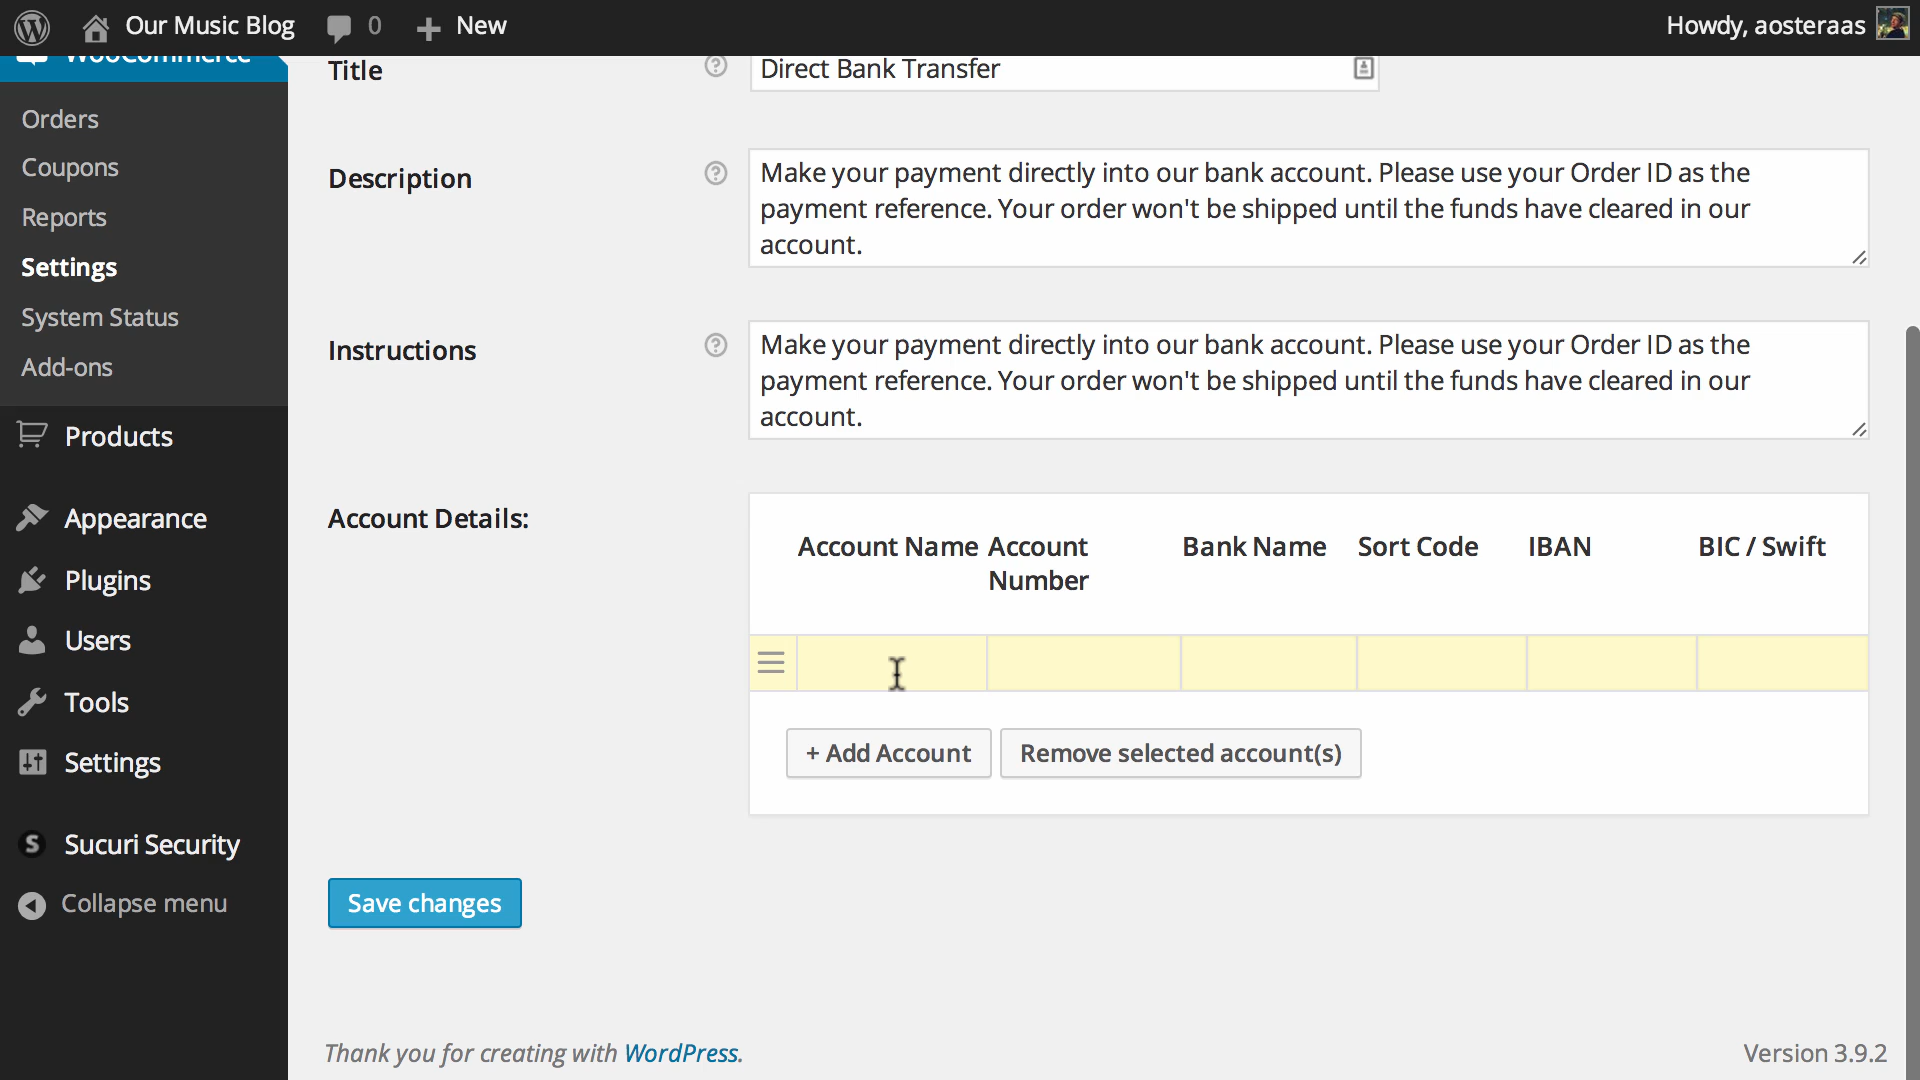 Our Music Blog 0 New Howdy, aosteraas
WooCommerce
Orders
Coupons
Reports
Settings
System Status
Add-ons
Products
Appearance
Plugins
Users
Tools
Settings
Sucuri Security
Collapse menu
Title Direct Bank Transfer
Description
Make your payment directly into our bank account. Please use your Order ID as the
payment reference. Your order won't be shipped until the funds have cleared in our
account.
Instructions
Make your payment directly into our bank account. Please use your Order ID as the
payment reference. Your order won't be shipped until the funds have cleared in our
account.
Account Details:
Account Name Account Number Bank Name Sort Code IBAN BIC / Swift
+ Add Account Remove selected account(s)
Save changes
Thank you for creating with WordPress. Version 3.9.2